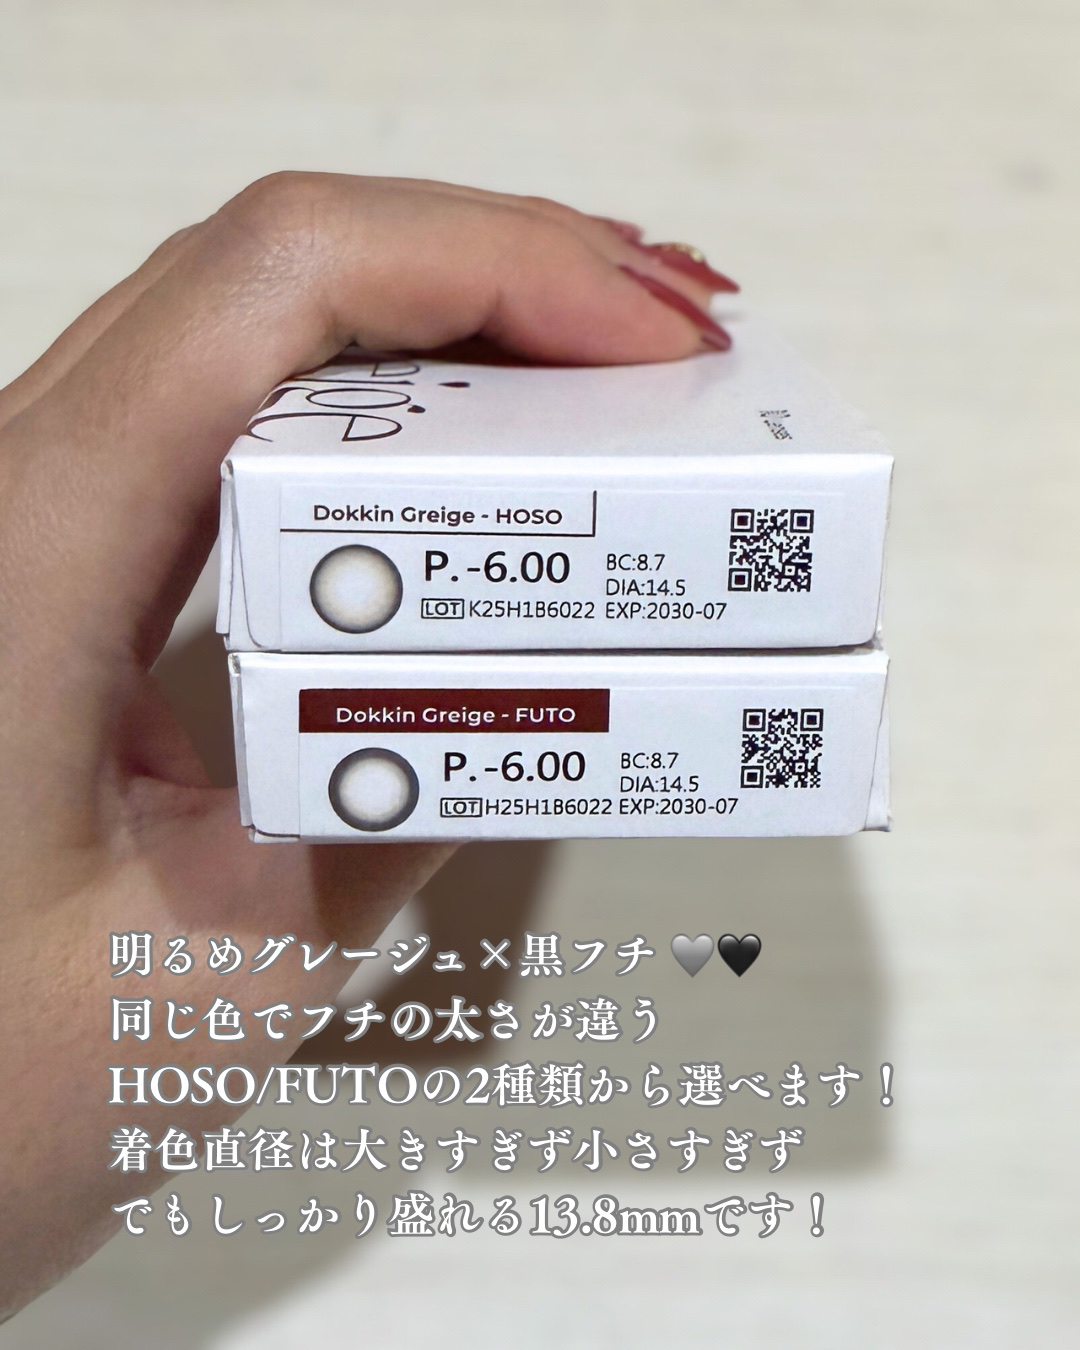 Dokkin Greige - HOSO
P. -6.00
BC:8.7
DIA:14.5
LOT K25H1B6022 EXP:2030-07
Dokkin Greige - FUTO
P. -6.00
BC:8.7
DIA:14.5
LOT H25H1B6022 EXP:2030-07
明るめグレージュ×黒フチ 🩶🖤
同じ色でフチの太さが違う
HOSO/FUTOの2種類から選べます！
着色直径は大きすぎず小さすぎず
でもしっかり盛れる13.8mmです！